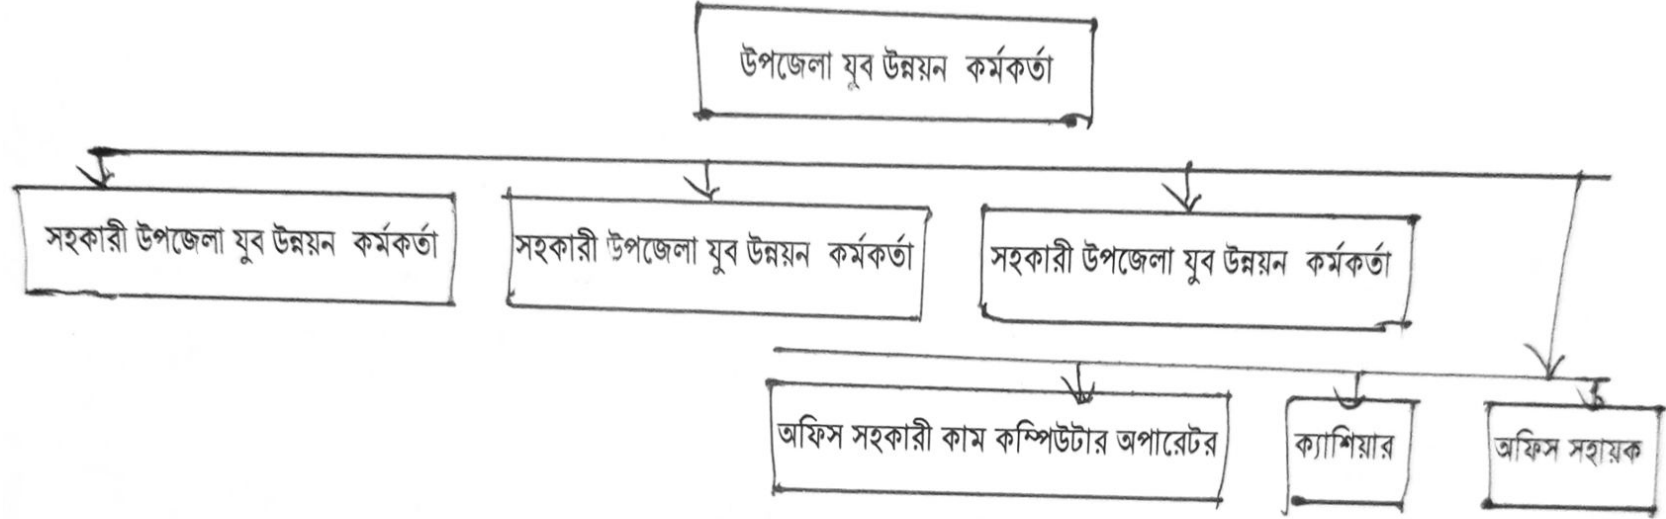 উপজেলা যুব উন্নয়ন কর্মকর্তা
সহকারী উপজেলা যুব উন্নয়ন কর্মকর্তা
সহকারী উপজেলা যুব উন্নয়ন কর্মকর্তা
সহকারী উপজেলা যুব উন্নয়ন কর্মকর্তা
অফিস সহকারী কাম কম্পিউটার অপারেটর
ক্যাশিয়ার
অফিস সহায়ক